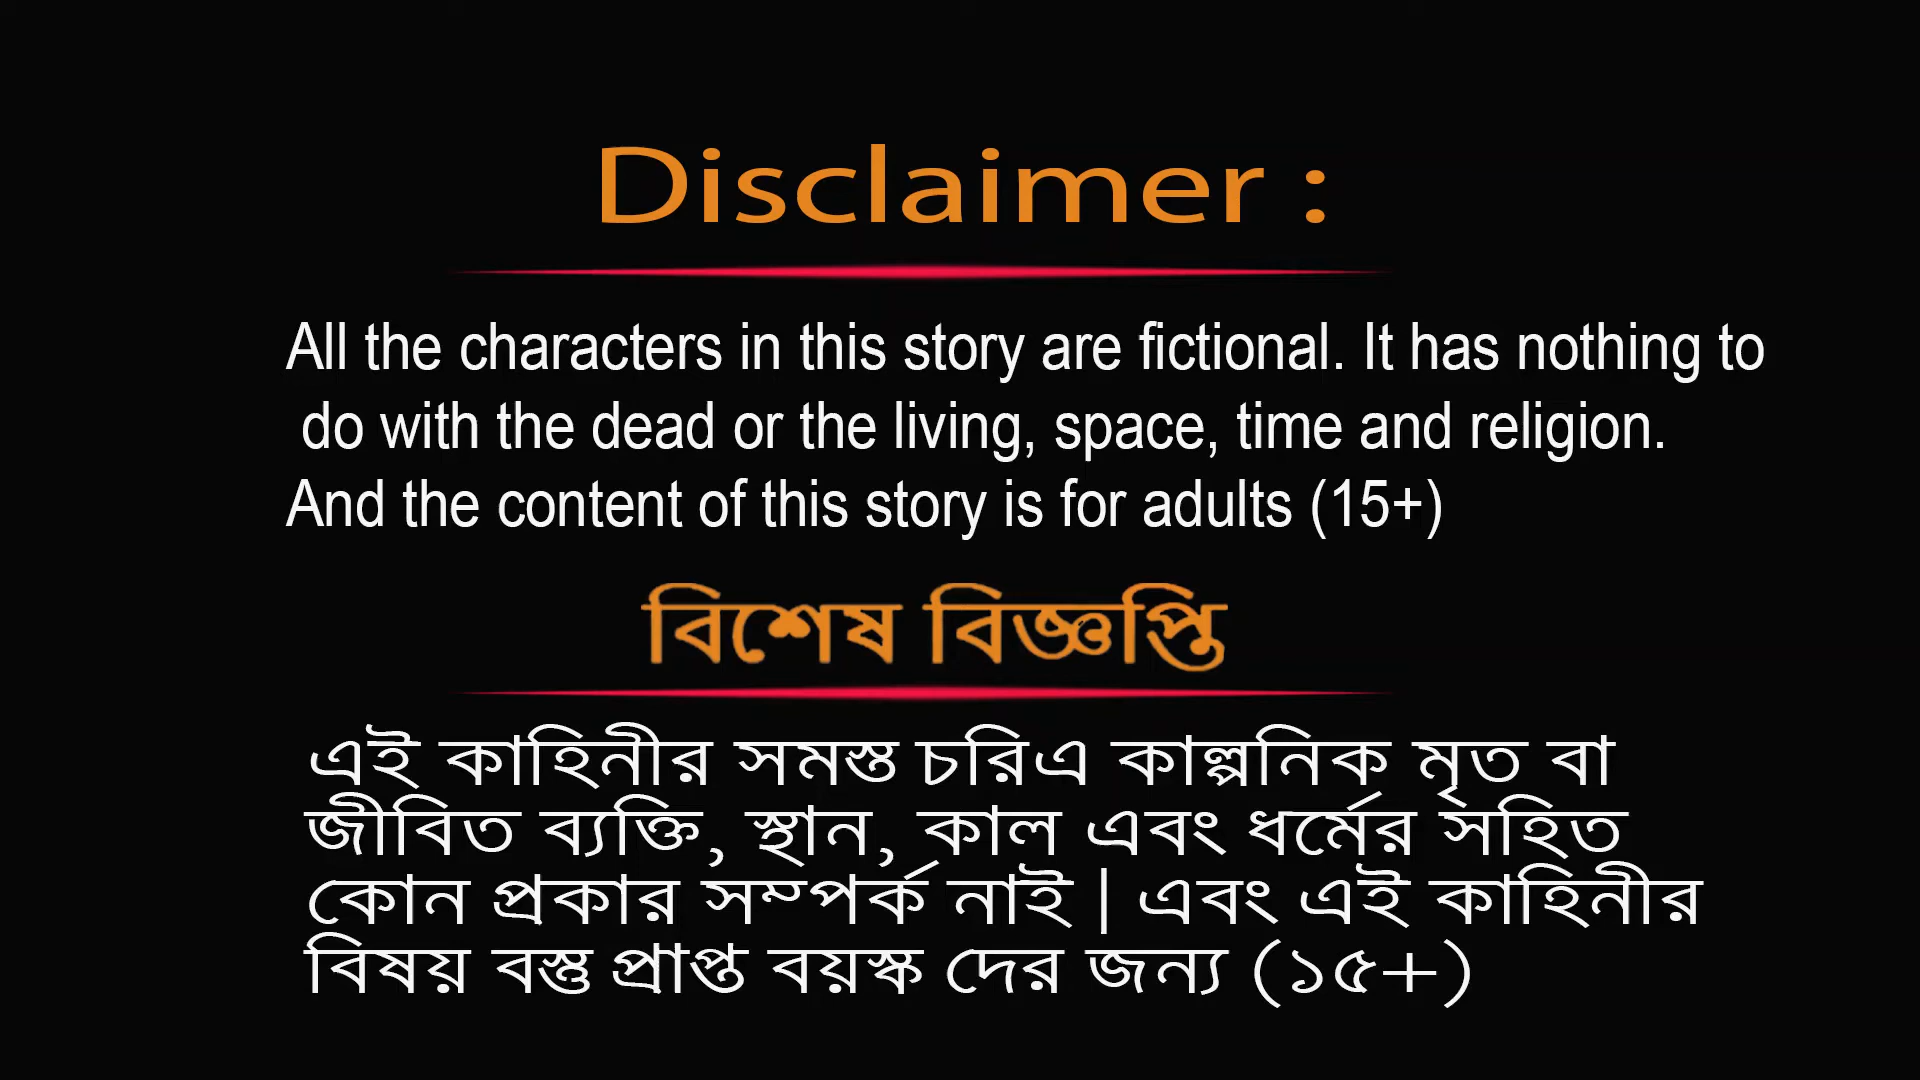 Disclaimer :
All the characters in this story are fictional. It has nothing to
do with the dead or the living, space, time and religion.
And the content of this story is for adults (15+)
বিশেষ বিজ্ঞপ্তি
এই কাহিনীর সমস্ত চরিএ কাল্পনিক মৃত বা
জীবিত ব্যক্তি, স্থান, কাল এবং ধর্মের সহিত
কোন প্রকার সম্পর্ক নাই | এবং এই কাহিনীর
বিষয় বস্তু প্রাপ্ত বয়স্ক দের জন্য (১৫+)